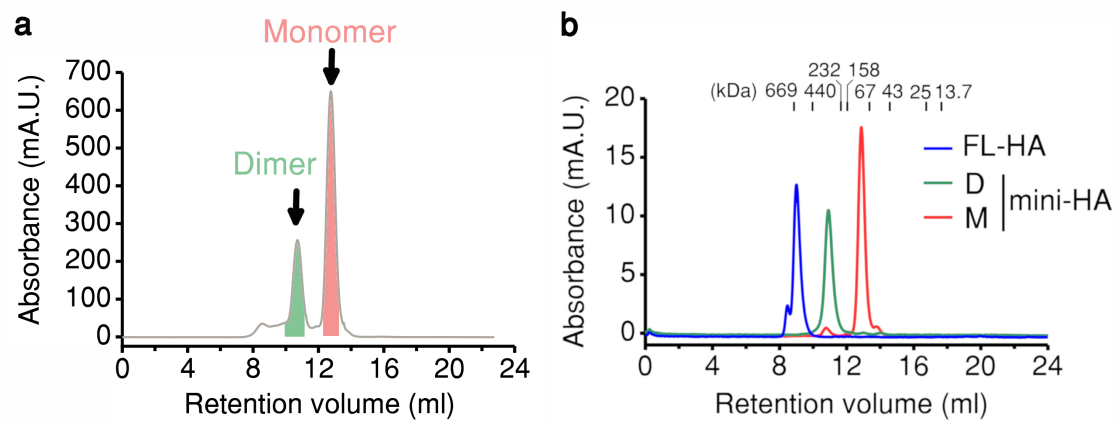 a
Monomer
Dimer
Absorbance (mA.U.)
700
600
500
400
300
200
100
0
0 4 8 12 16 20 24
Retention volume (ml)
b
232 158
(kDa) 669 440 67 43 25 13.7
Absorbance (mA.U.)
20
15
10
5
0
FL-HA
D
M
mini-HA
0 4 8 12 16 20 24
Retention volume (ml)